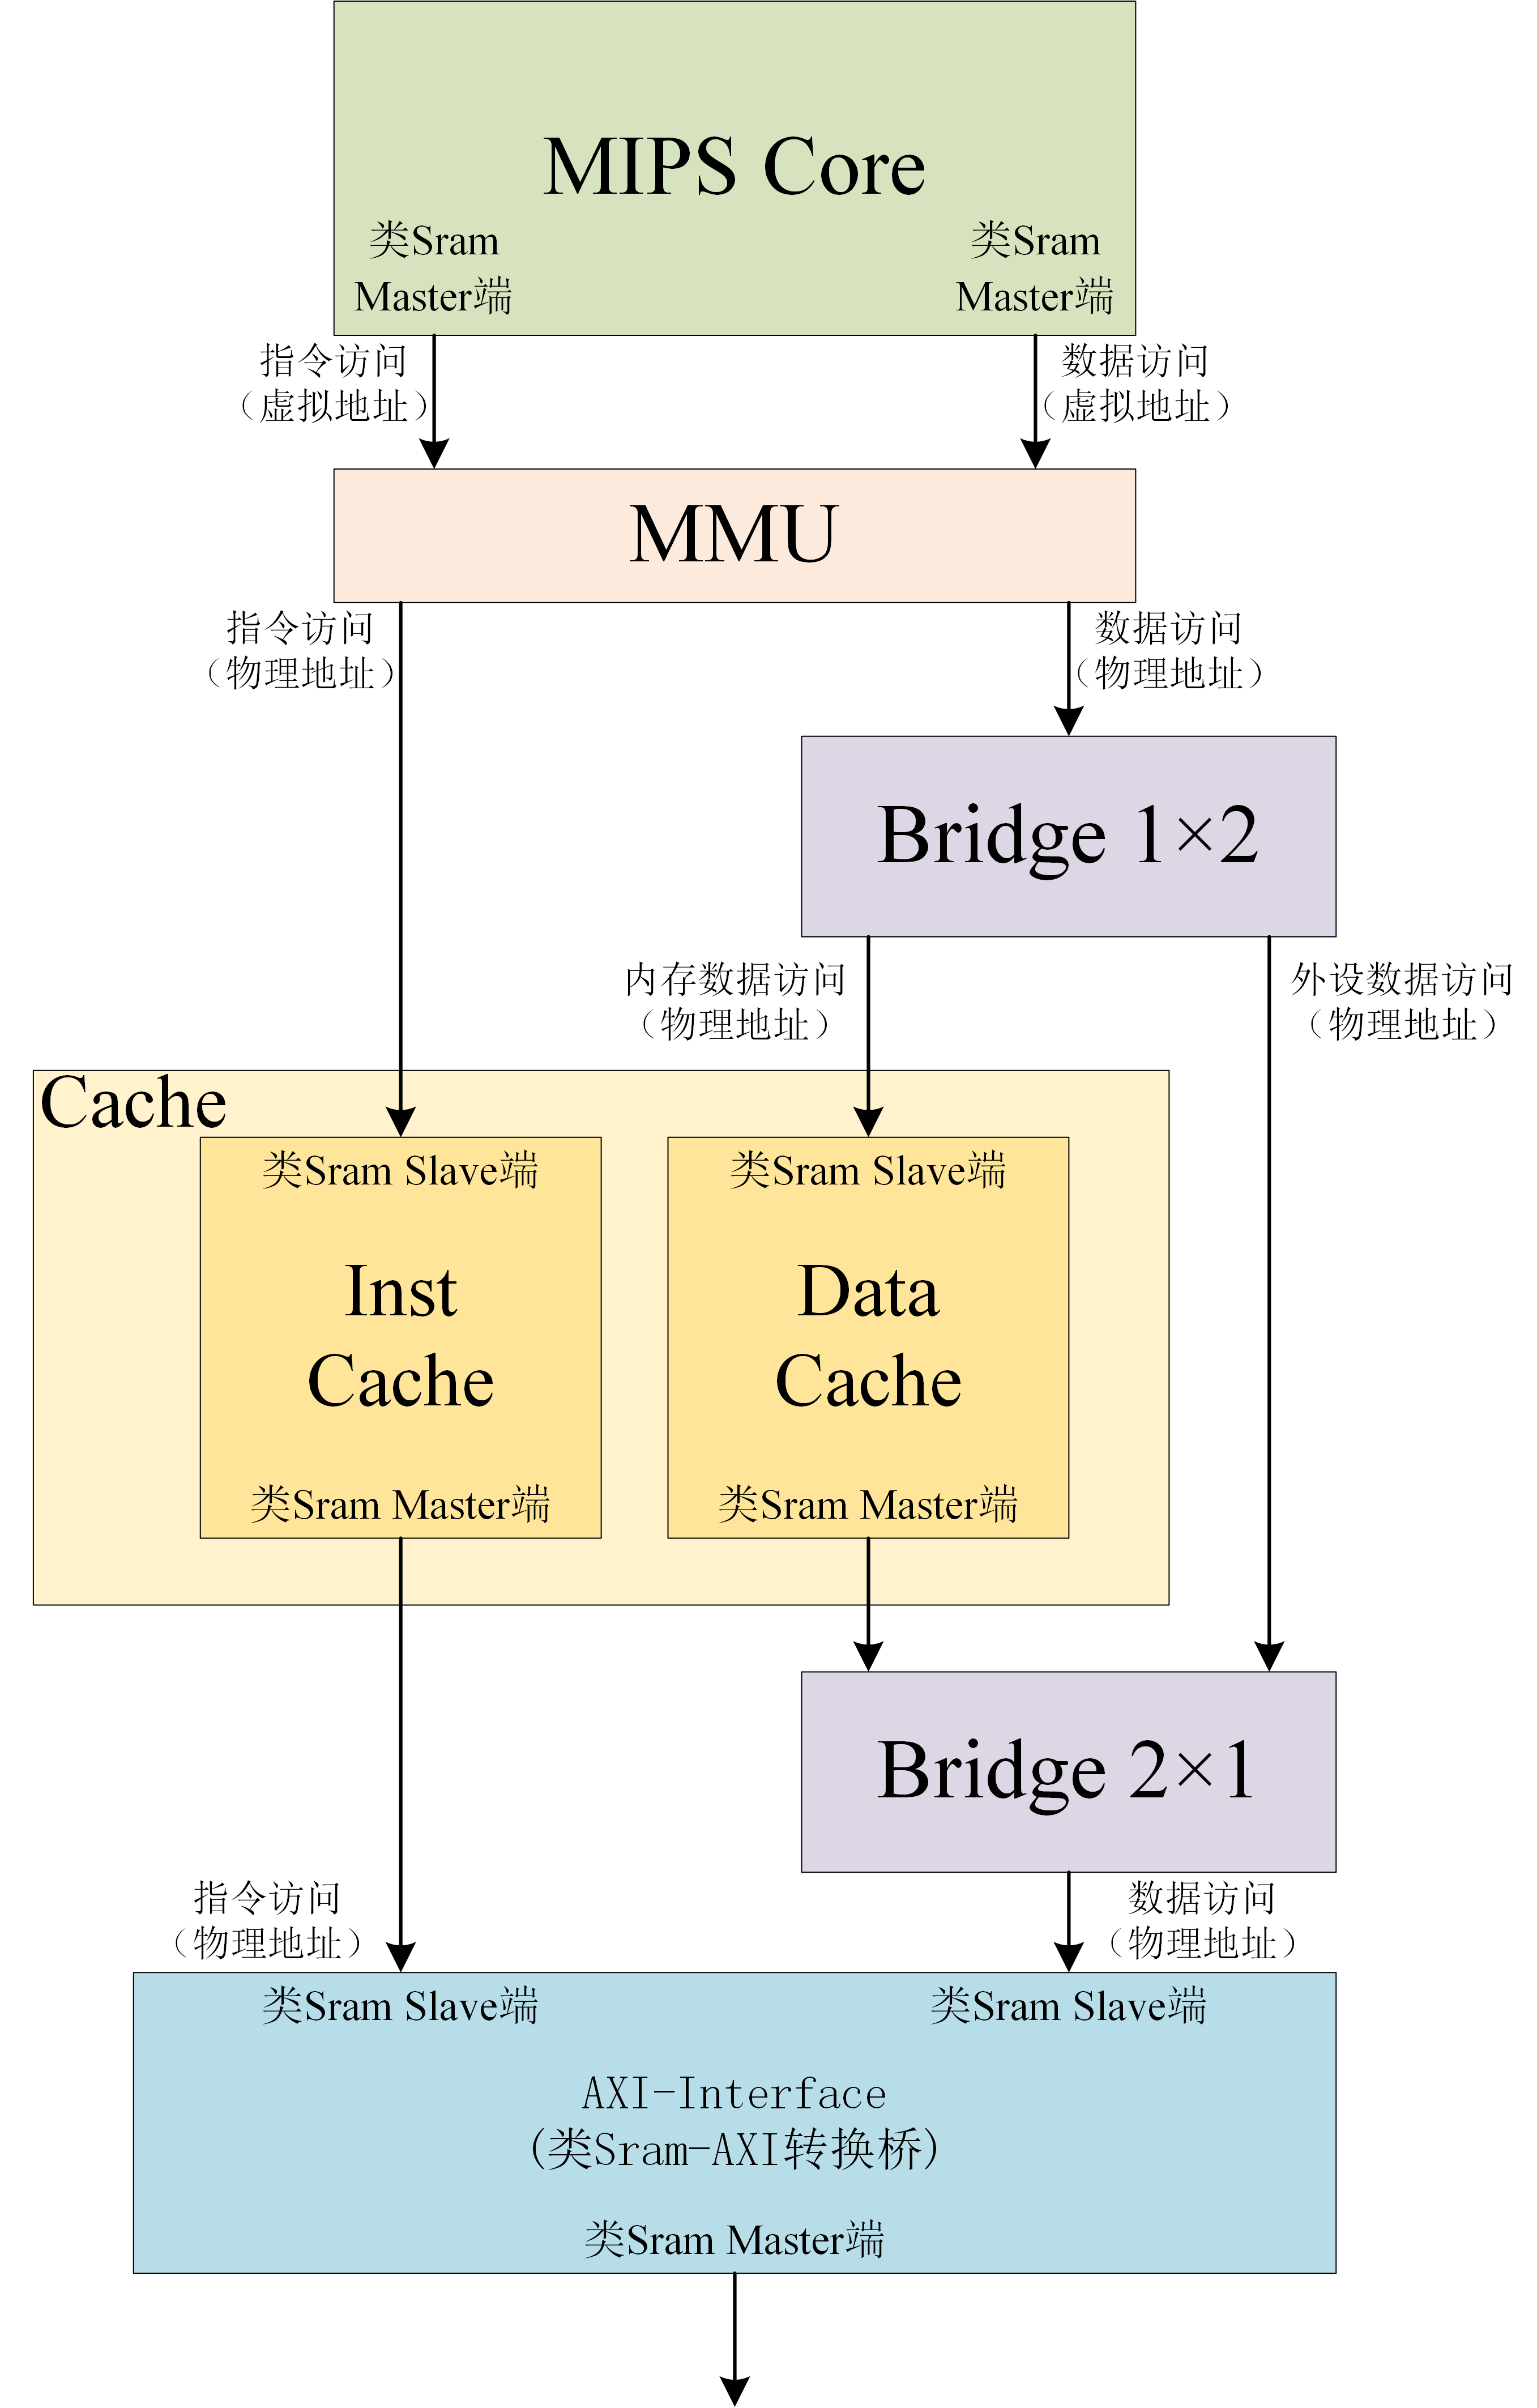 MIPS Core
类Sram
Master端
类Sram
Master端
指令访问
（虚拟地址）
数据访问
（虚拟地址）
MMU
指令访问
（物理地址）
数据访问
（物理地址）
Bridge 1×2
内存数据访问
（物理地址）
外设数据访问
（物理地址）
Cache
类Sram Slave端
Inst
Cache
类Sram Master端
类Sram Slave端
Data
Cache
类Sram Master端
Bridge 2×1
指令访问
（物理地址）
数据访问
（物理地址）
类Sram Slave端
类Sram Slave端
AXI-Interface
(类Sram-AXI转换桥)
类Sram Master端